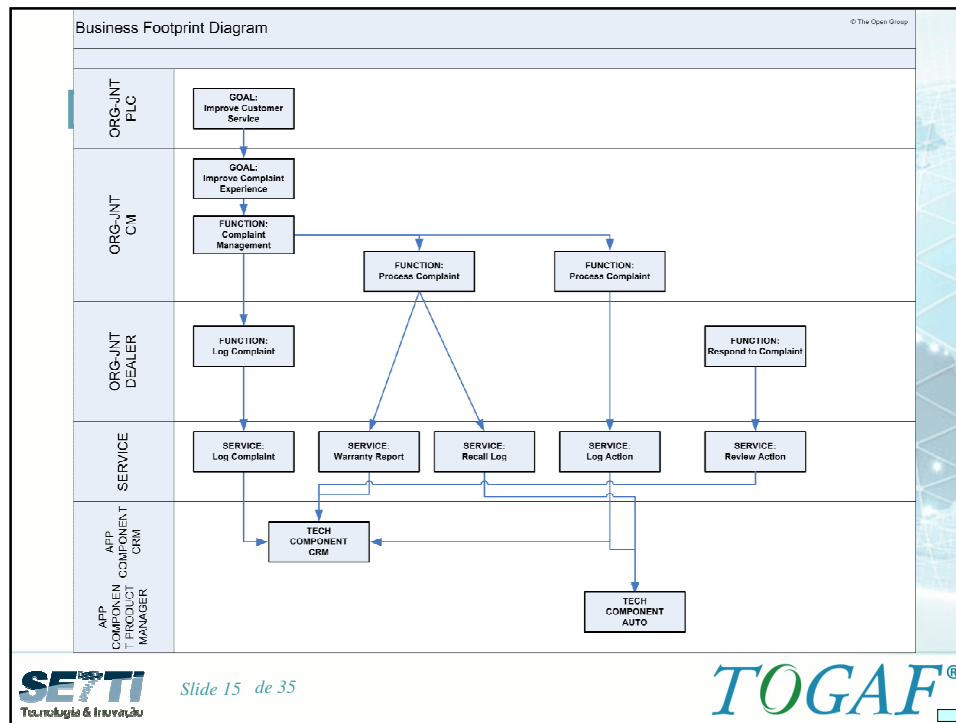 Business Footprint Diagram
© The Open Group
ORG-JNT
PLC
GOAL:
Improve Customer
Service
ORG-JNT
CM
GOAL:
Improve Complaint
Experience
FUNCTION:
Complaint
Management
FUNCTION:
Process Complaint
FUNCTION:
Process Complaint
ORG-JNT
DEALER
FUNCTION:
Log Complaint
FUNCTION:
Respond to Complaint
SERVICE
SERVICE:
Log Complaint
SERVICE:
Warranty Report
SERVICE:
Recall Log
SERVICE:
Log Action
SERVICE:
Review Action
APP
COMPONENT
CRM
TECH
COMPONENT
CRM
APP
COMPONEN
T PRODUCT
MANAGER
TECH
COMPONENT
AUTO
Tecnologia & Inovação
Slide 15 de 35
TOGAF®